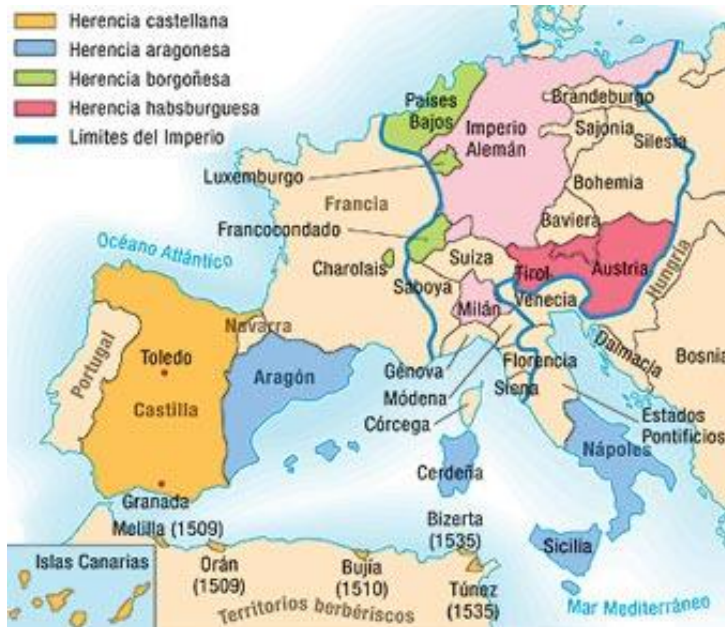 Herencia castellana
Herencia aragonesa
Herencia borgoñesa
Herencia habsburguesa
Límites del Imperio
Países
Bajos
Brandeburgo
Imperio
Alemán
Sajonia
Silesia
Luxemburgo
Francia
Bohemia
Francocondado
Baviera
Océano Atlántico
Charolais
Suiza
Tirol
Austria
Hungría
Saboya
Milán
Venecia
Navarra
Portugal
Toledo
Aragón
Castilla
Génova
Módena
Córcega
Florencia
Siena
Dalmacia
Bosnia
Estados
Pontificios
Nápoles
Cerdeña
Granada
Melilla (1509)
Bizerta
(1535)
Sicilia
Islas Canarias
Orán
(1509)
Bujía
(1510)
Túnez
(1535)
Territorios berbériscos
Mar Mediterráneo